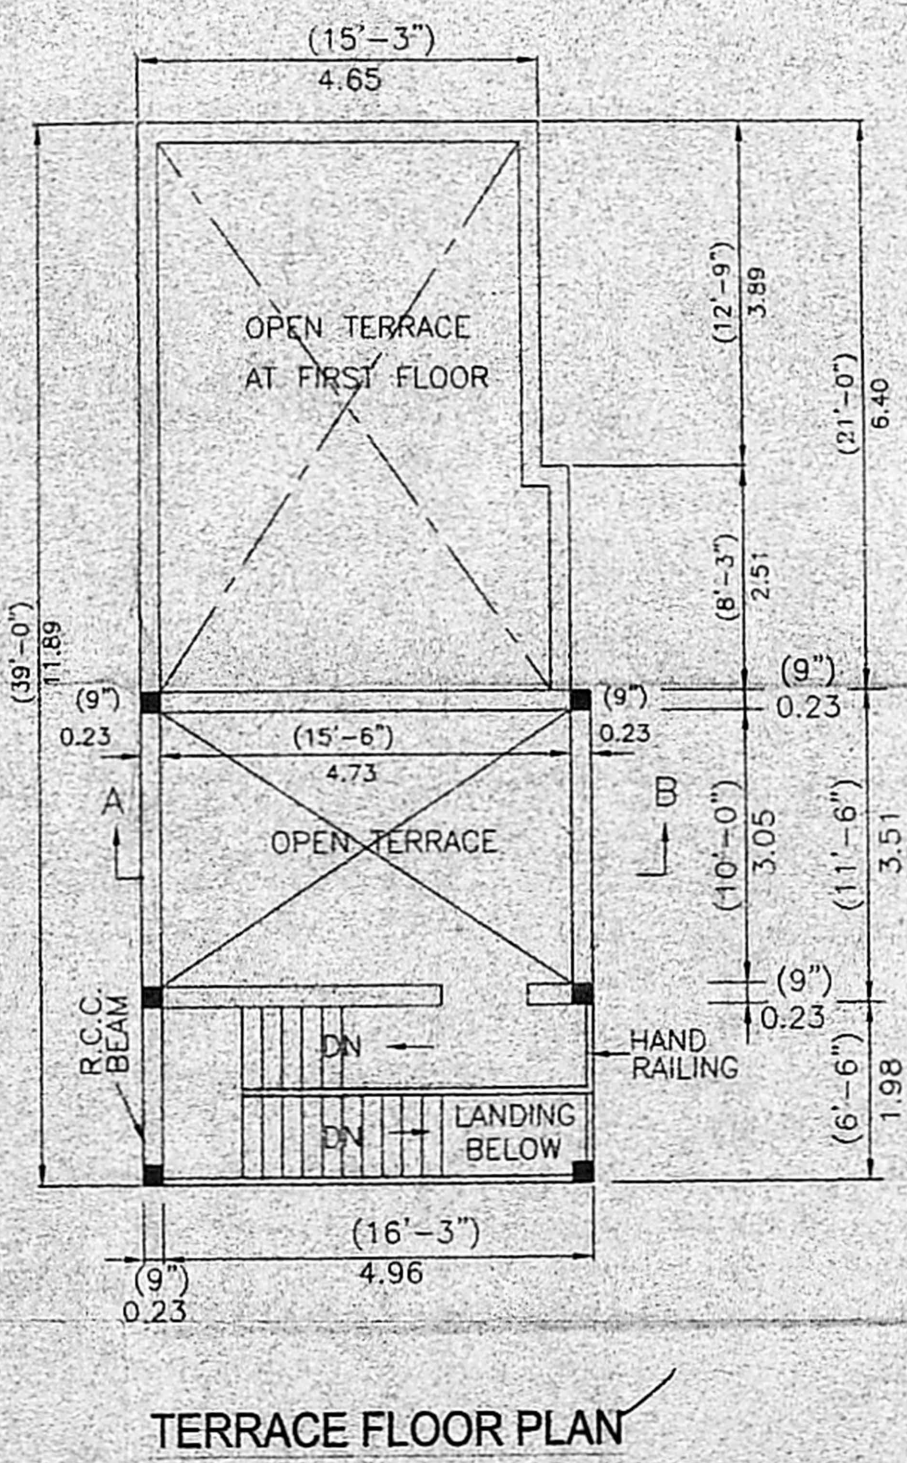 (15'-3")
4.65
OPEN TERRACE
AT FIRST FLOOR
(12'-9")
3.89
(21'-0")
6.40
(8'-3")
2.51
(39'-0")
11.89
(9")
0.23
(15'-6")
4.73
(9")
0.23
(9")
0.23
A
B
OPEN TERRACE
(10'-0")
3.05
(11'-6")
3.51
(9")
0.23
R.C.C.
BEAM
DN
HAND
RAILING
DN
LANDING
BELOW
(6'-6")
1.98
(16'-3")
4.96
(9")
0.23
TERRACE FLOOR PLAN